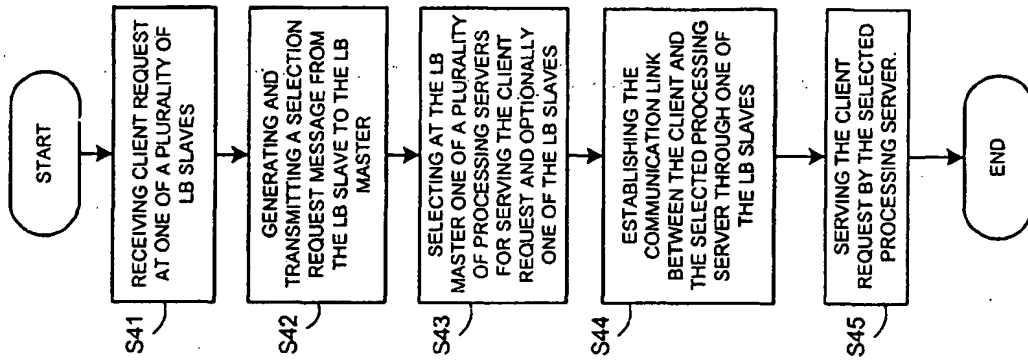 START
S41
RECEIVING CLIENT REQUEST
AT ONE OF A PLURALITY OF
LB SLAVES
S42
GENERATING AND
TRANSMITTING A SELECTION
REQUEST MESSAGE FROM
THE LB SLAVE TO THE LB
MASTER
S43
SELECTING AT THE LB
MASTER ONE OF A PLURALITY
OF PROCESSING SERVERS
FOR SERVING THE CLIENT
REQUEST AND OPTIONALLY
ONE OF THE LB SLAVES
S44
ESTABLISHING THE
COMMUNICATION LINK
BETWEEN THE CLIENT AND
THE SELECTED PROCESSING
SERVER THROUGH ONE OF
THE LB SLAVES
S45
SERVING THE CLIENT
REQUEST BY THE SELECTED
PROCESSING SERVER.
END